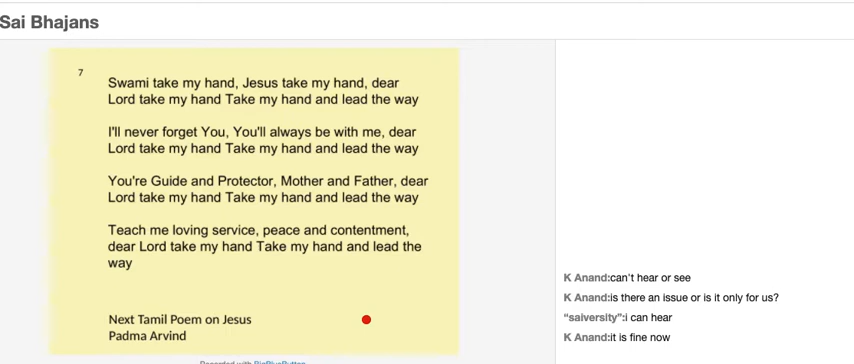 Sai Bhajans
7
Swami take my hand, Jesus take my hand, dear
Lord take my hand Take my hand and lead the way
I'll never forget You, You'll always be with me, dear
Lord take my hand Take my hand and lead the way
You're Guide and Protector, Mother and Father, dear
Lord take my hand Take my hand and lead the way
Teach me loving service, peace and contentment,
dear Lord take my hand Take my hand and lead the
way
Next Tamil Poem on Jesus
Padma Arvind
K Anand:can't hear or see
K Anand:is there an issue or is it only for us?
"saiversity":i can hear
K Anand:it is fine now
Recorded with BigBlueButton